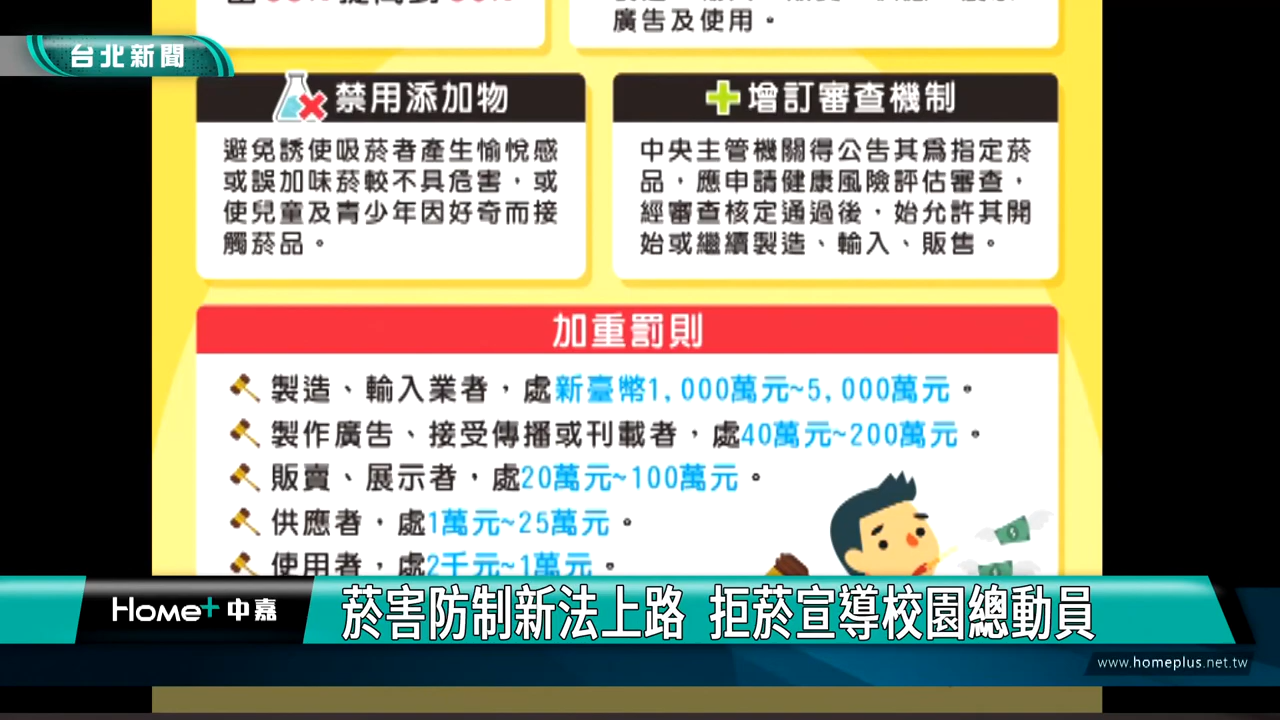 廣告及使用。
台北新聞
禁用添加物
避免誘使吸菸者產生愉悅感
或誤加味菸較不具危害，或
使兒童及青少年因好奇而接
觸菸品。
增訂審查機制
中央主管機關得公告其為指定菸
品，應申請健康風險評估審查，
經審查核定通過後，始允許其開
始或繼續製造、輸入、販售。
加重罰則
製造、輸入業者，處新臺幣1,000萬元~5,000萬元。
製作廣告、接受傳播或刊載者，處40萬元~200萬元。
販賣、展示者，處20萬元~100萬元。
供應者，處1萬元~25萬元。
使用者，處2千元~1萬元。
Home+中嘉
菸害防制新法上路 拒菸宣導校園總動員
www.homeplus.net.tw